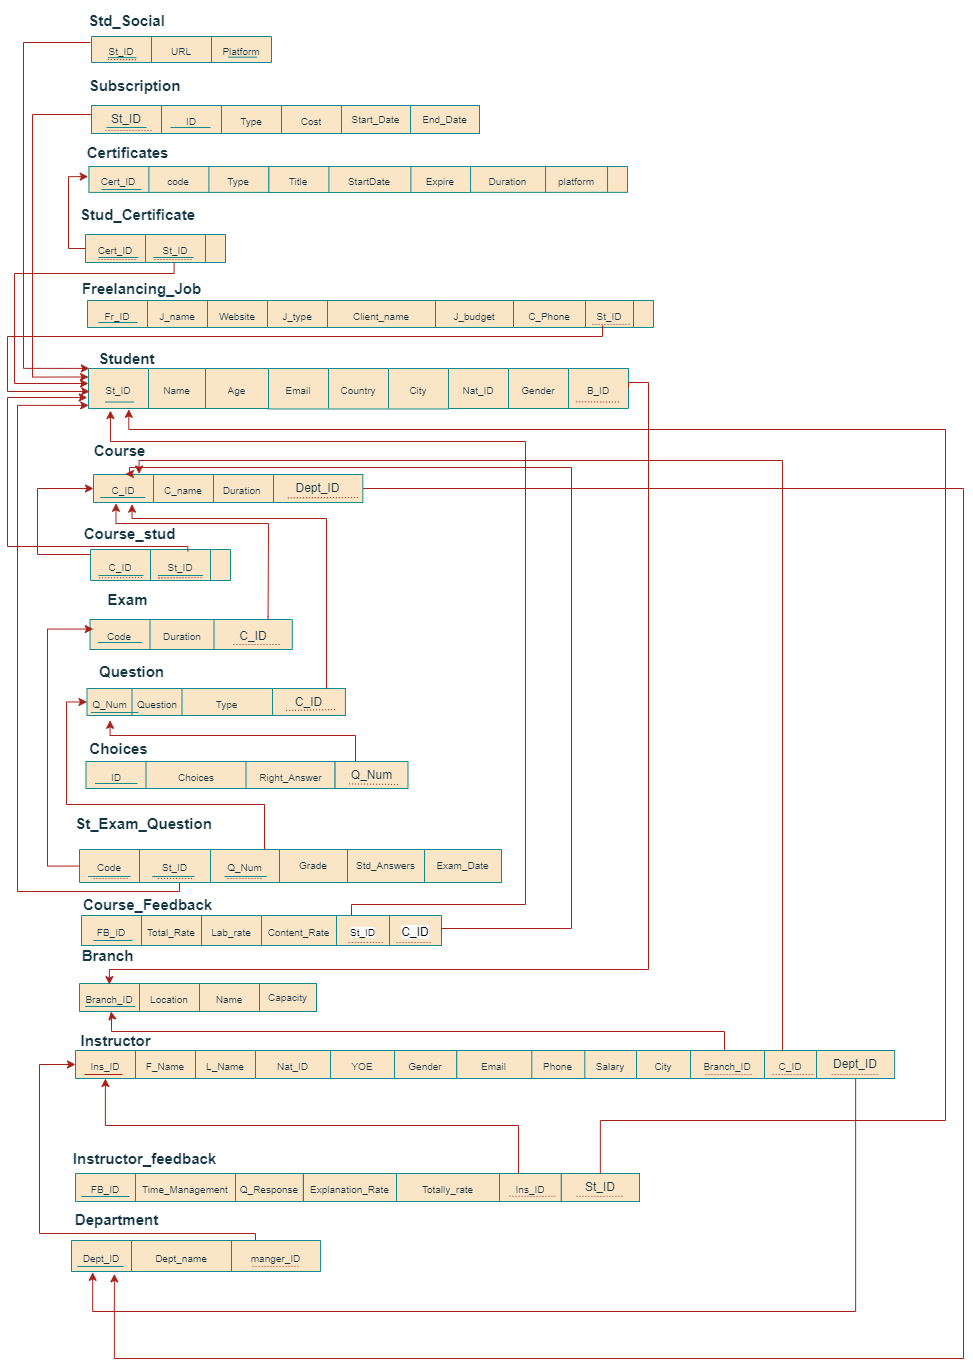 Std_Social
St_ID URL Platform
Subscription
St_ID ID Type Cost Start_Date End_Date
Certificates
Cert_ID code Type Title StartDate Expire Duration platform
Stud_Certificate
Cert_ID St_ID
Freelancing_Job
Fr_ID J_name Website J_type Client_name J_budget C_Phone St_ID
Student
St_ID Name Age Email Country City Nat_ID Gender B_ID
Course
C_ID C_name Duration Dept_ID
Course_stud
C_ID St_ID
Exam
Code Duration C_ID
Question
Q_Num Question Type C_ID
Choices
ID Choices Right_Answer Q_Num
St_Exam_Question
Code St_ID Q_Num Grade Std_Answers Exam_Date
Course_Feedback
FB_ID Total_Rate Lab_rate Content_Rate St_ID C_ID
Branch
Branch_ID Location Name Capacity
Instructor
Ins_ID F_Name L_Name Nat_ID YOE Gender Email Phone Salary City Branch_ID C_ID Dept_ID
Instructor_feedback
FB_ID Time_Management Q_Response Explanation_Rate Totally_rate Ins_ID St_ID
Department
Dept_ID Dept_name manger_ID